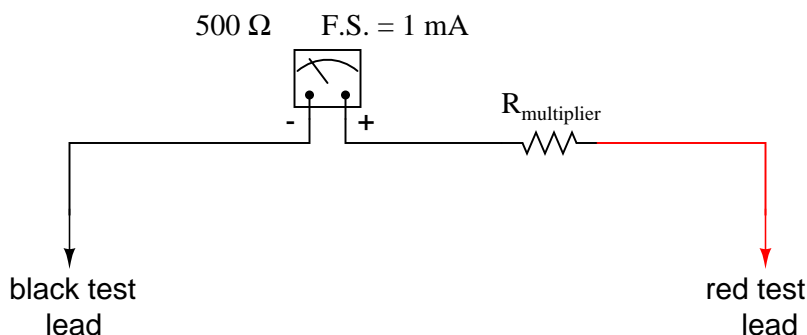 500 Ω F.S. = 1 mA
- +
Rmultiplier
black test
lead
red test
lead